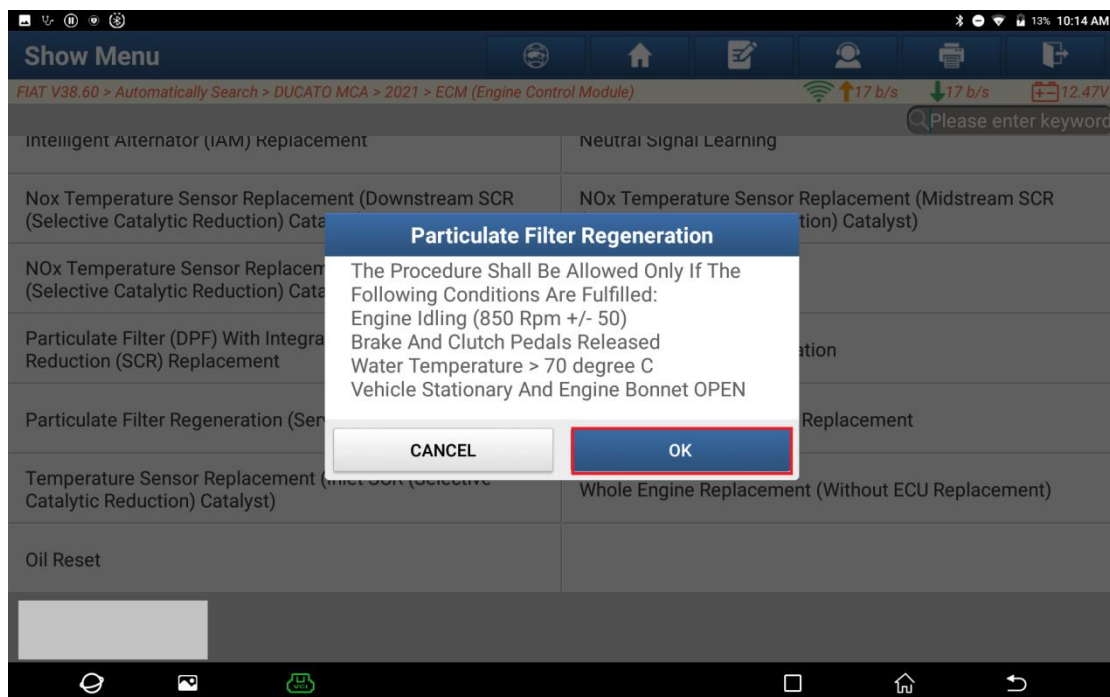 13% 10:14 AM
Show Menu
FIAT V38.60 > Automatically Search > DUCATO MCA > 2021 > ECM (Engine Control Module)
17 b/s
17 b/s
12.47V
Please enter keyword
Intelligent Alternator (IAM) Replacement
Neutral Signal Learning
Nox Temperature Sensor Replacement (Downstream SCR
(Selective Catalytic Reduction) Cata
NOx Temperature Sensor Replacement (Midstream SCR
tion) Catalyst)
NOx Temperature Sensor Replacem
(Selective Catalytic Reduction) Cata
Particulate Filter (DPF) With Integra
Reduction (SCR) Replacement
ation
Particulate Filter Regeneration (Ser
Replacement
Temperature Sensor Replacement (Inlet SCR (Selective
Catalytic Reduction) Catalyst)
Whole Engine Replacement (Without ECU Replacement)
Oil Reset
Particulate Filter Regeneration
The Procedure Shall Be Allowed Only If The
Following Conditions Are Fulfilled:
Engine Idling (850 Rpm +/- 50)
Brake And Clutch Pedals Released
Water Temperature > 70 degree C
Vehicle Stationary And Engine Bonnet OPEN
CANCEL
OK
VCI